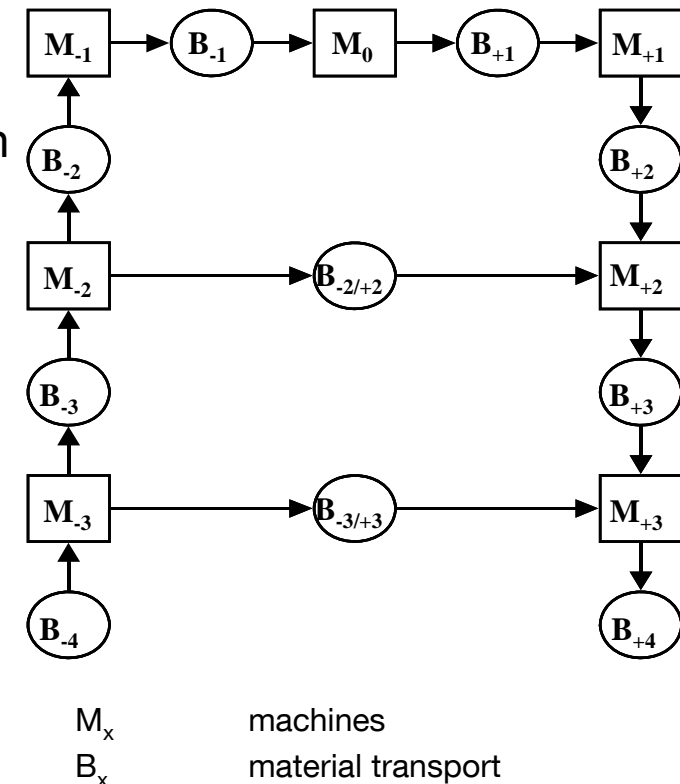 M-1 B-1 M0 B+1 M+1
B-2 B+2
M-2 B-2/+2 M+2
B-3 B+3
M-3 B-3/+3 M+3
B-4 B+4
Mx machines
Bx material transport